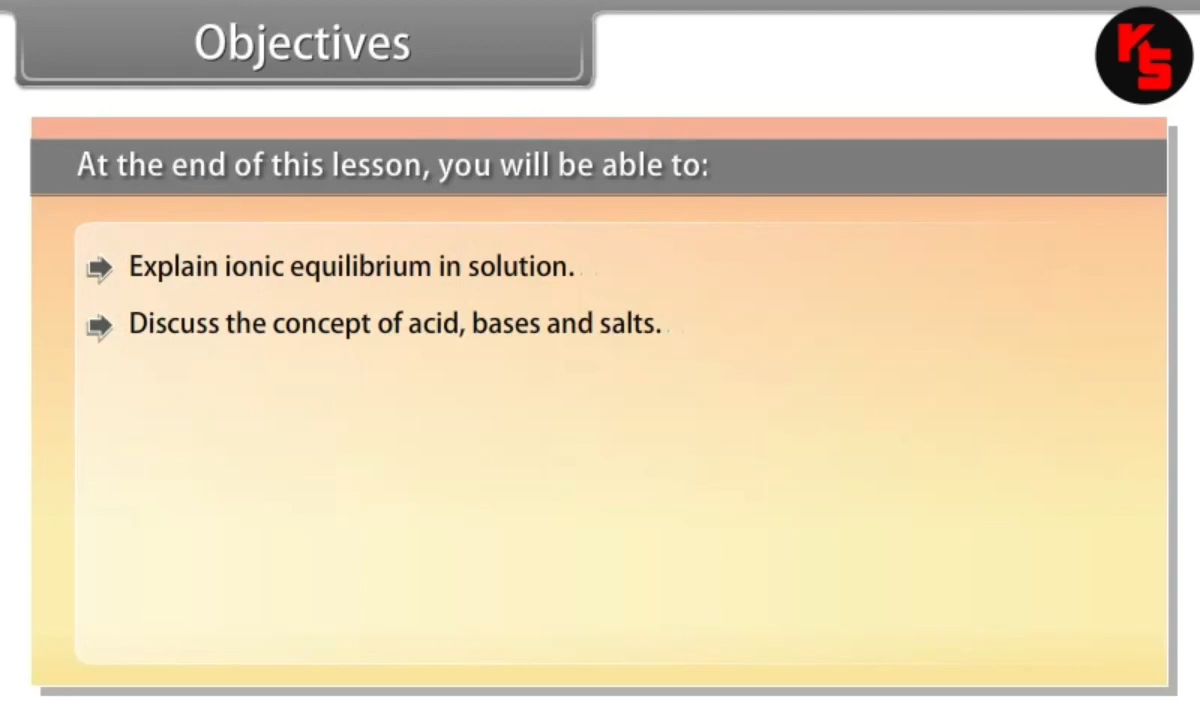 Objectives
KTS
At the end of this lesson, you will be able to:
Explain ionic equilibrium in solution.
Discuss the concept of acid, bases and salts.